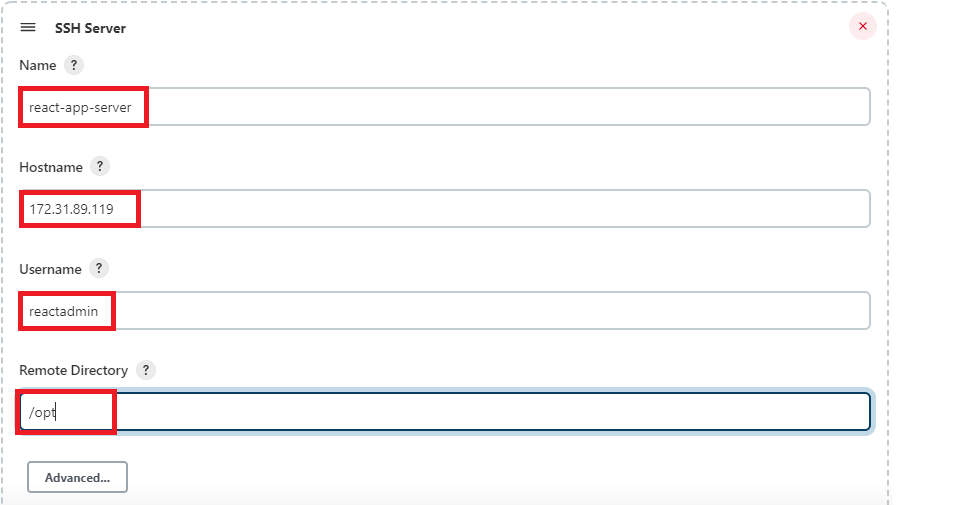 SSH Server
Name ?
react-app-server
Hostname ?
172.31.89.119
Username ?
reactadmin
Remote Directory ?
/opt
Advanced...